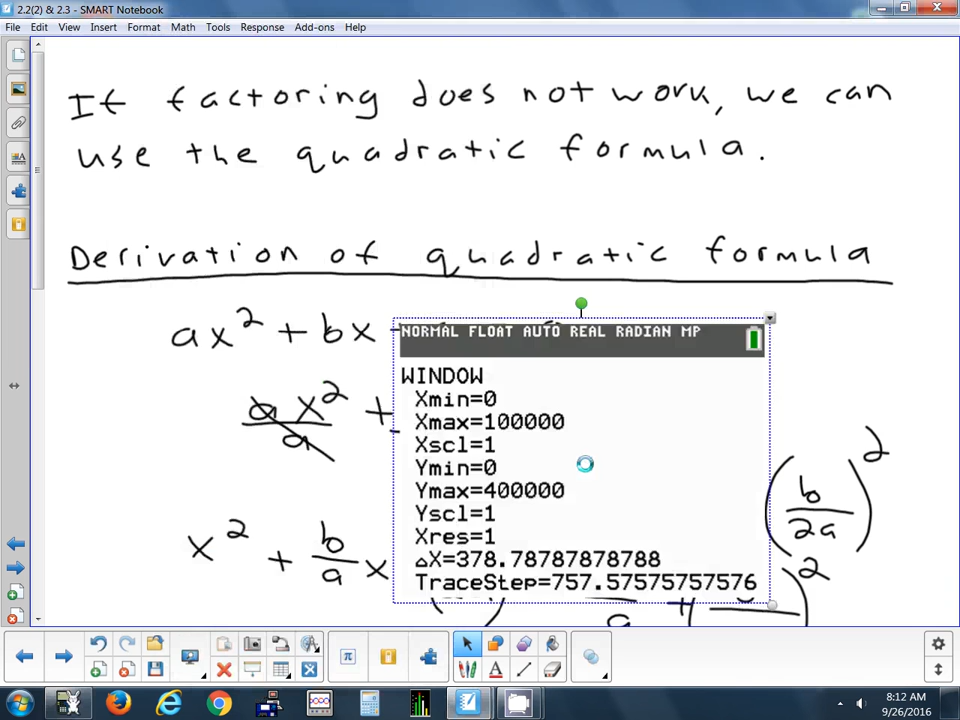 2.2(2) & 2.3 - SMART Notebook
File Edit View Insert Format Math Tools Response Add-ons Help
If factoring does not work, we can
use the quadratic formula.
Derivation of quadratic formula
ax² + bx
NORMAL FLOAT AUTO REAL RADIAN MP
WINDOW
Xmin=0
Xmax=100000
Xscl=1
Ymin=0
Ymax=400000
Yscl=1
Xres=1
△X=378.78787878788
TraceStep=757.57575757576
a x² +
a
(b/2a)²
x² + b/a x
8:12 AM
9/26/2016